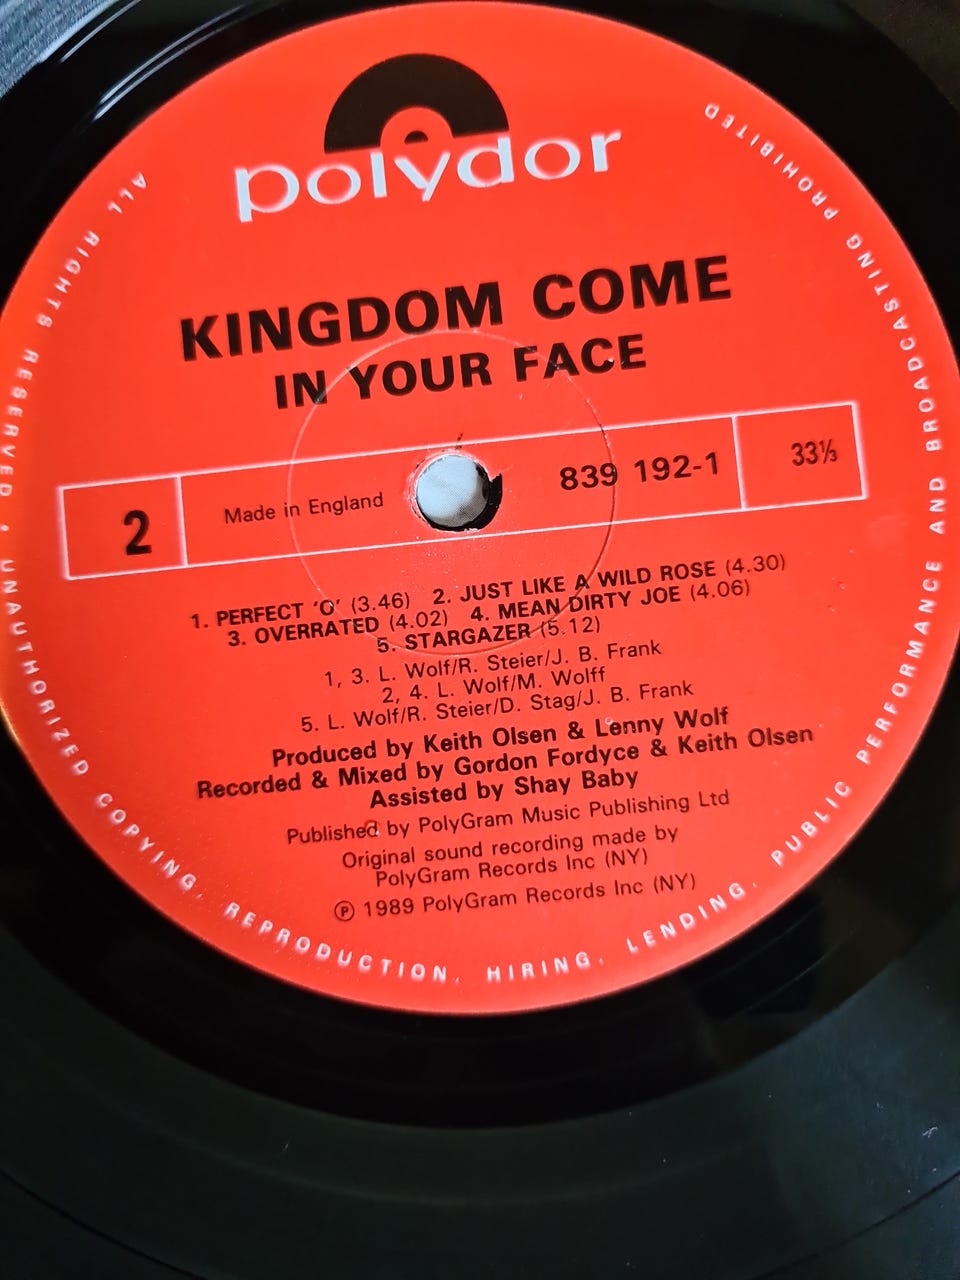 polydor
KINGDOM COME
IN YOUR FACE
2
Made in England
839 192-1
33⅓
1. PERFECT 'O' (3.46) 2. JUST LIKE A WILD ROSE (4.30)
3. OVERRATED (4.02) 4. MEAN DIRTY JOE (4.06)
5. STARGAZER (5.12)
1, 3. L. Wolf/R. Steier/J. B. Frank
2, 4. L. Wolf/M. Wolff
5. L. Wolf/R. Steier/D. Stag/J. B. Frank
Produced by Keith Olsen & Lenny Wolf
Recorded & Mixed by Gordon Fordyce & Keith Olsen
Assisted by Shay Baby
Published by PolyGram Music Publishing Ltd
Original sound recording made by
PolyGram Records Inc (NY)
Ⓟ 1989 PolyGram Records Inc (NY)
ALL RIGHTS RESERVED. UNAUTHORIZED COPYING, REPRODUCTION, HIRING, LENDING, PUBLIC PERFORMANCE AND BROADCASTING PROHIBITED